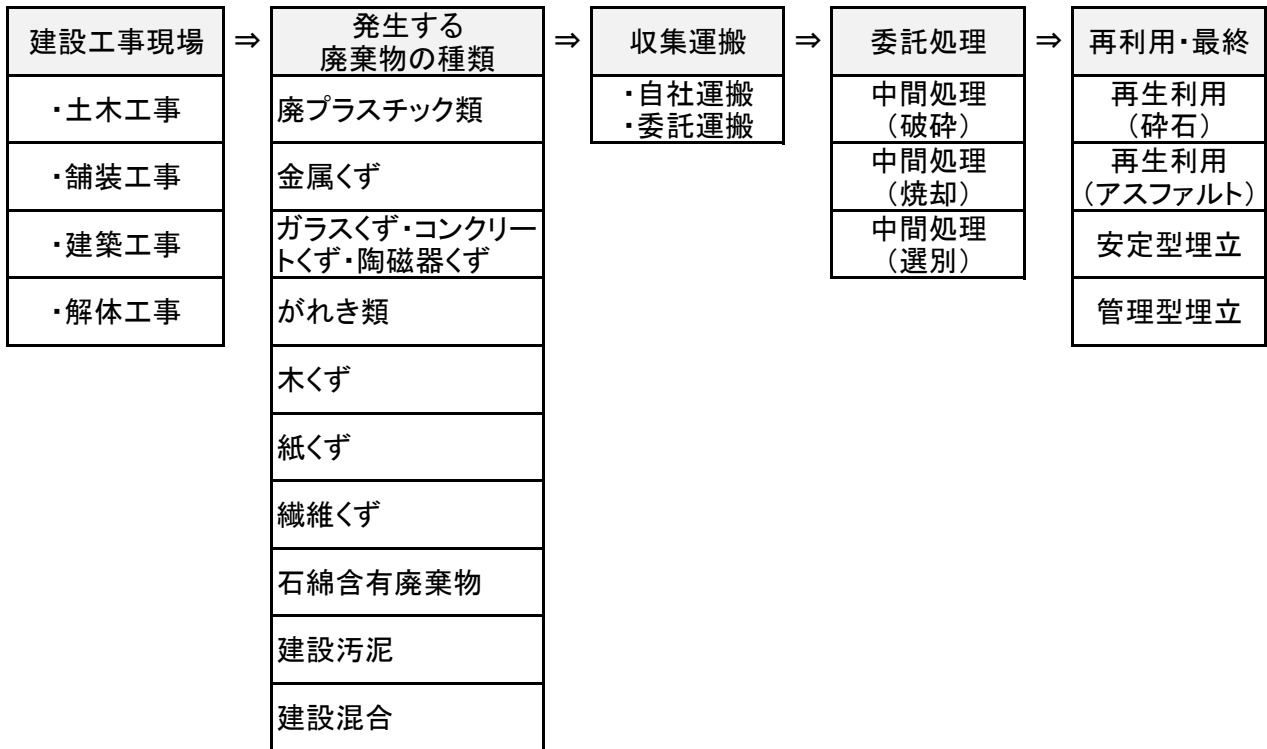 建設工事現場
・土木工事
・舗装工事
・建築工事
・解体工事
⇒
発生する
廃棄物の種類
廃プラスチック類
金属くず
ガラスくず・コンクリー
トくず・陶磁器くず
がれき類
木くず
紙くず
繊維くず
石綿含有廃棄物
建設汚泥
建設混合
⇒
収集運搬
・自社運搬
・委託運搬
⇒
委託処理
中間処理
（破砕）
中間処理
（焼却）
中間処理
（選別）
⇒
再利用・最終
再生利用
（砕石）
再生利用
（アスファルト）
安定型埋立
管理型埋立